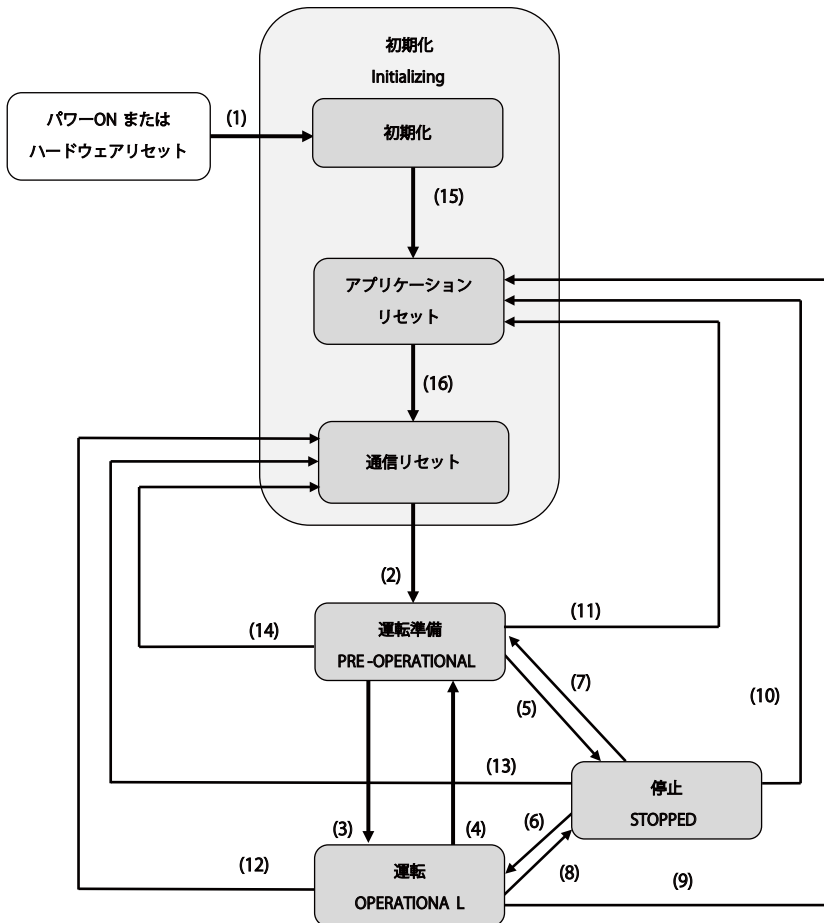 初期化
Initializing
パワーON または
ハードウェアリセット
(1)
初期化
(15)
アプリケーション
リセット
(16)
通信リセット
(2)
(14)
運転準備
PRE-OPERATIONAL
(11)
(7)
(5)
(10)
(13)
停止
STOPPED
(3)
(4)
(6)
(12)
運転
OPERATIONA L
(8)
(9)